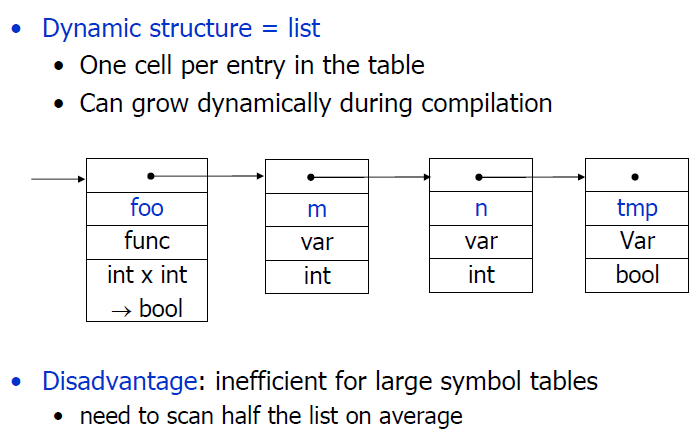 • Dynamic structure = list
• One cell per entry in the table
• Can grow dynamically during compilation
foo m n tmp
func var var Var
int x int int int bool
→ bool
• Disadvantage: inefficient for large symbol tables
• need to scan half the list on average